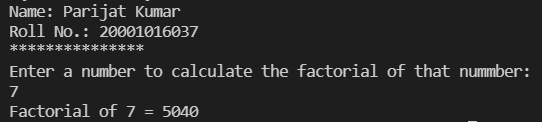 Name: Parijat Kumar
Roll No.: 20001016037
***************
Enter a number to calculate the factorial of that nummber:
7
Factorial of 7 = 5040